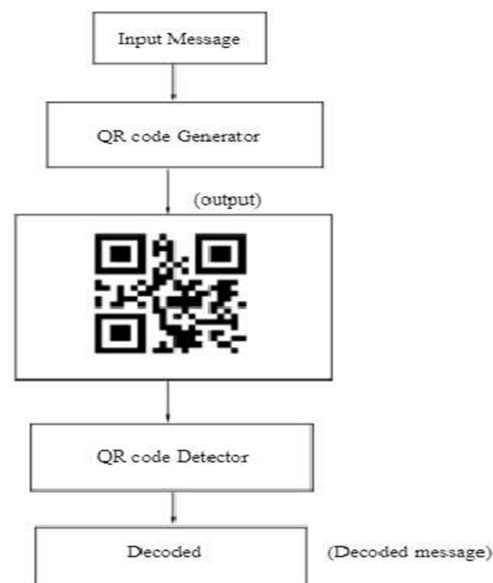 Input Message
QR code Generator
(output)
QR code Detector
Decoded
(Decoded message)